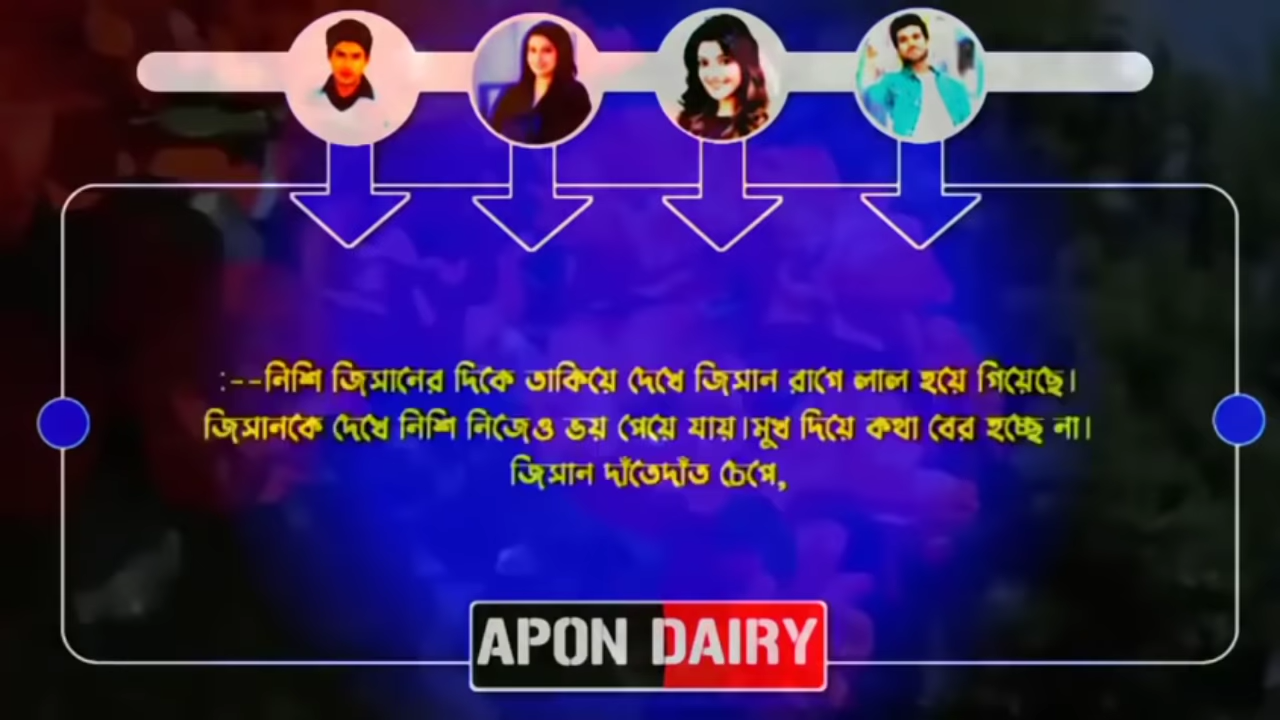 :--নিশি জিসানের দিকে তাকিয়ে দেখে জিসান রাগে লাল হয়ে গিয়েছে।
জিসানকে দেখে নিশি নিজেও ভয় পেয়ে যায়।মুখ দিয়ে কথা বের হচ্ছে না।
জিসান দাঁতেদাঁত চেপে,
APON DAIRY